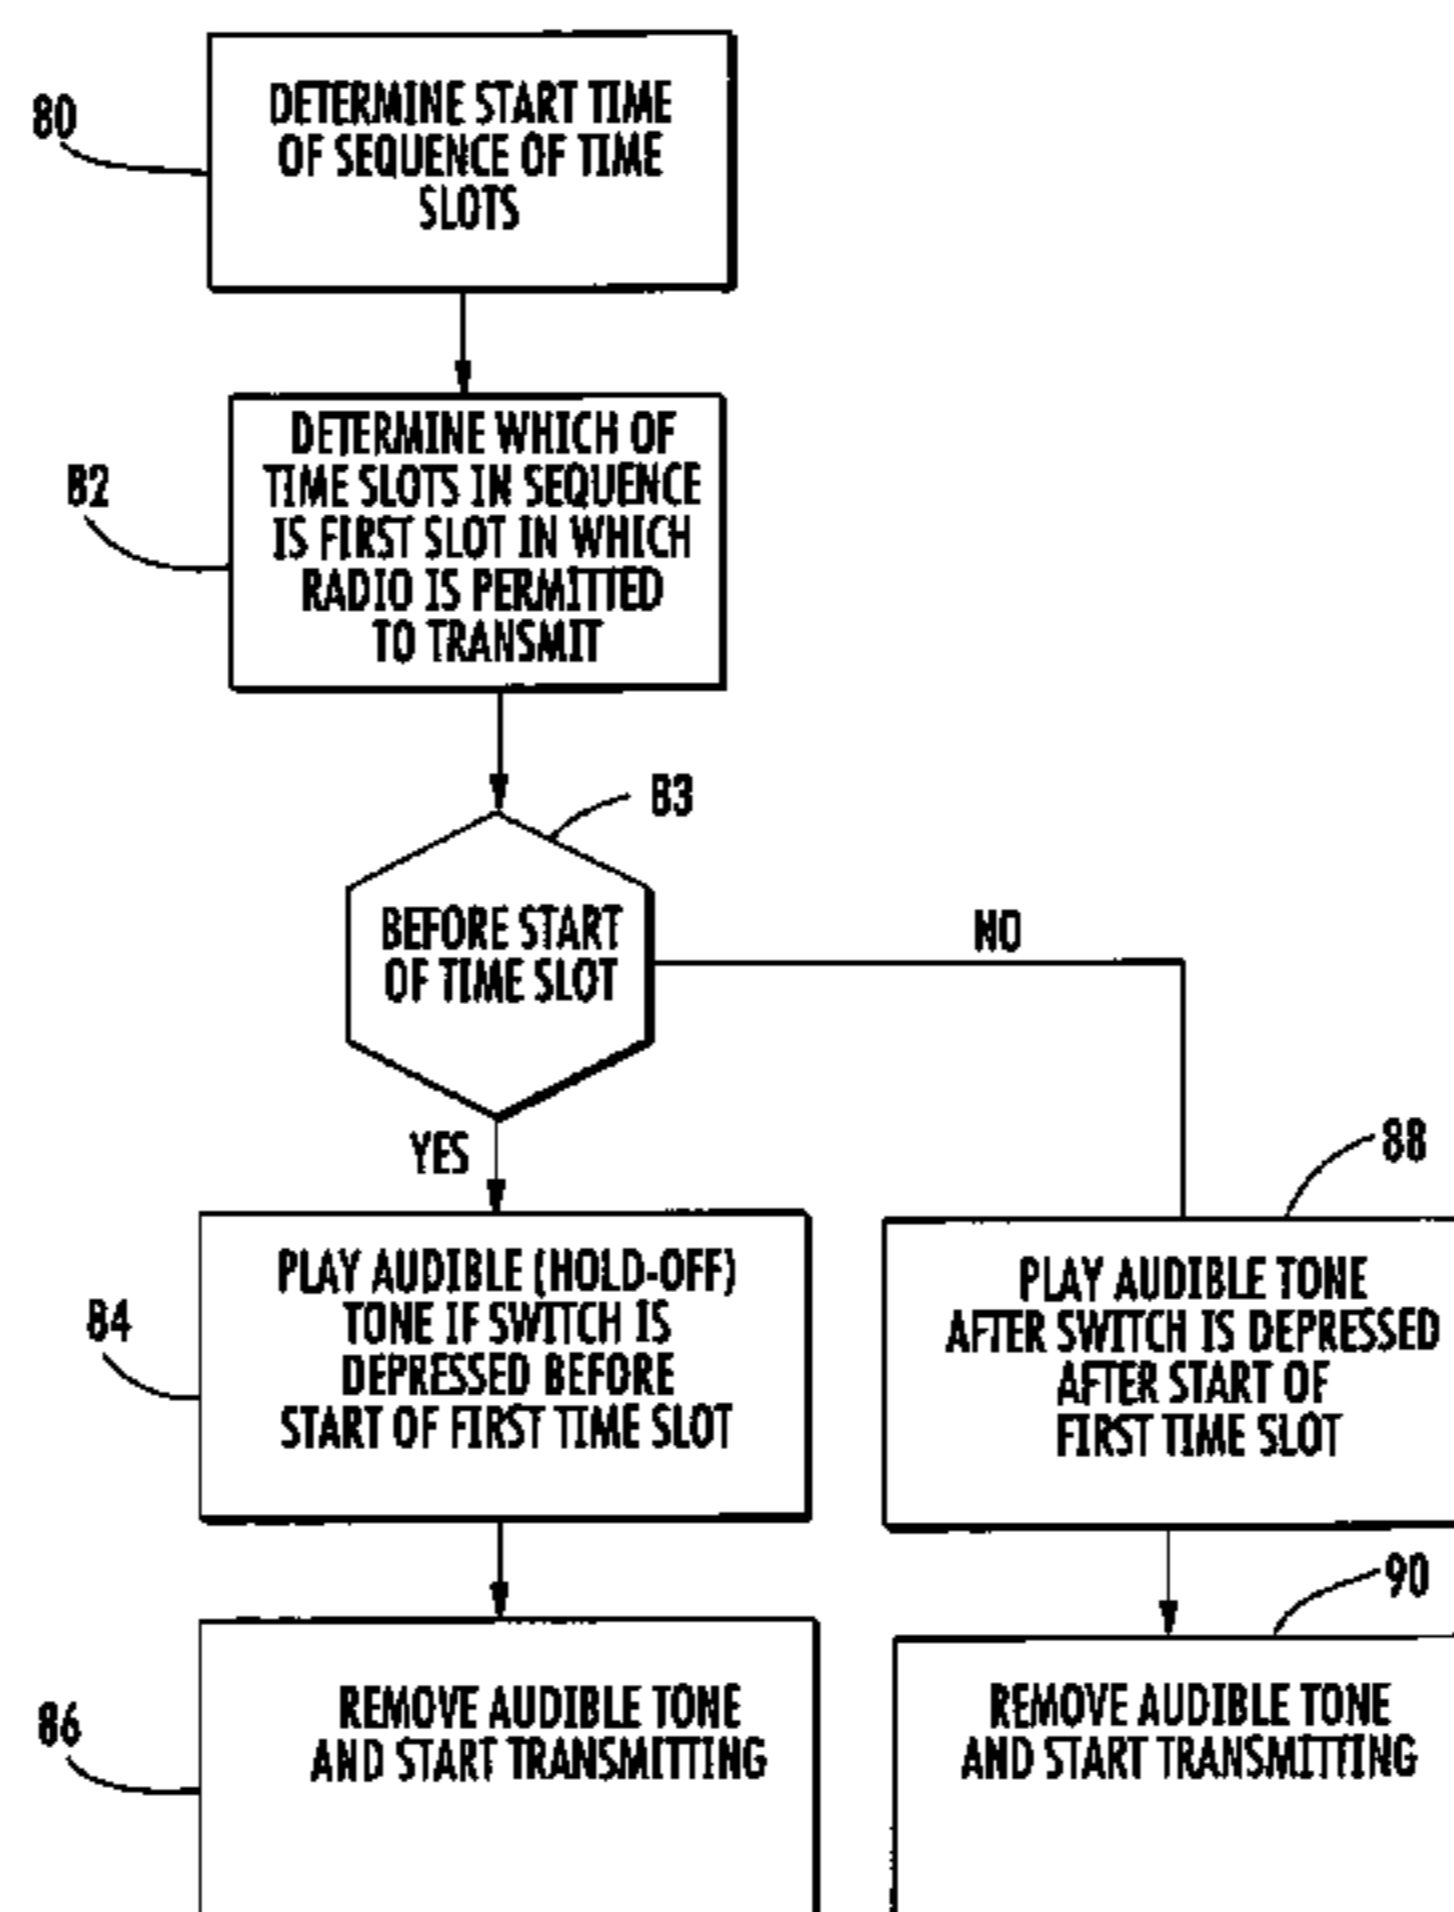 80
DETERMINE START TIME
OF SEQUENCE OF TIME
SLOTS
82
DETERMINE WHICH OF
TIME SLOTS IN SEQUENCE
IS FIRST SLOT IN WHICH
RADIO IS PERMITTED
TO TRANSMIT
83
BEFORE START
OF TIME SLOT
NO
YES
88
84
PLAY AUDIBLE (HOLD-OFF)
TONE IF SWITCH IS
DEPRESSED BEFORE
START OF FIRST TIME SLOT
PLAY AUDIBLE TONE
AFTER SWITCH IS DEPRESSED
AFTER START OF
FIRST TIME SLOT
90
86
REMOVE AUDIBLE TONE
AND START TRANSMITTING
REMOVE AUDIBLE TONE
AND START TRANSMITTING